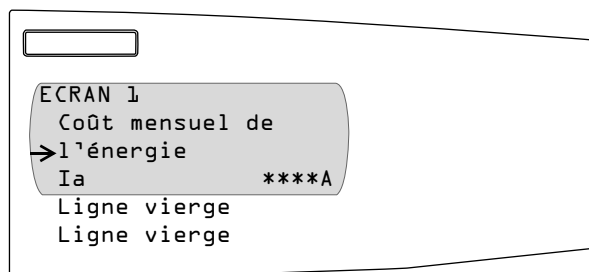 ECRAN 1
Coût mensuel de
→l'énergie
Ia ****A
Ligne vierge
Ligne vierge